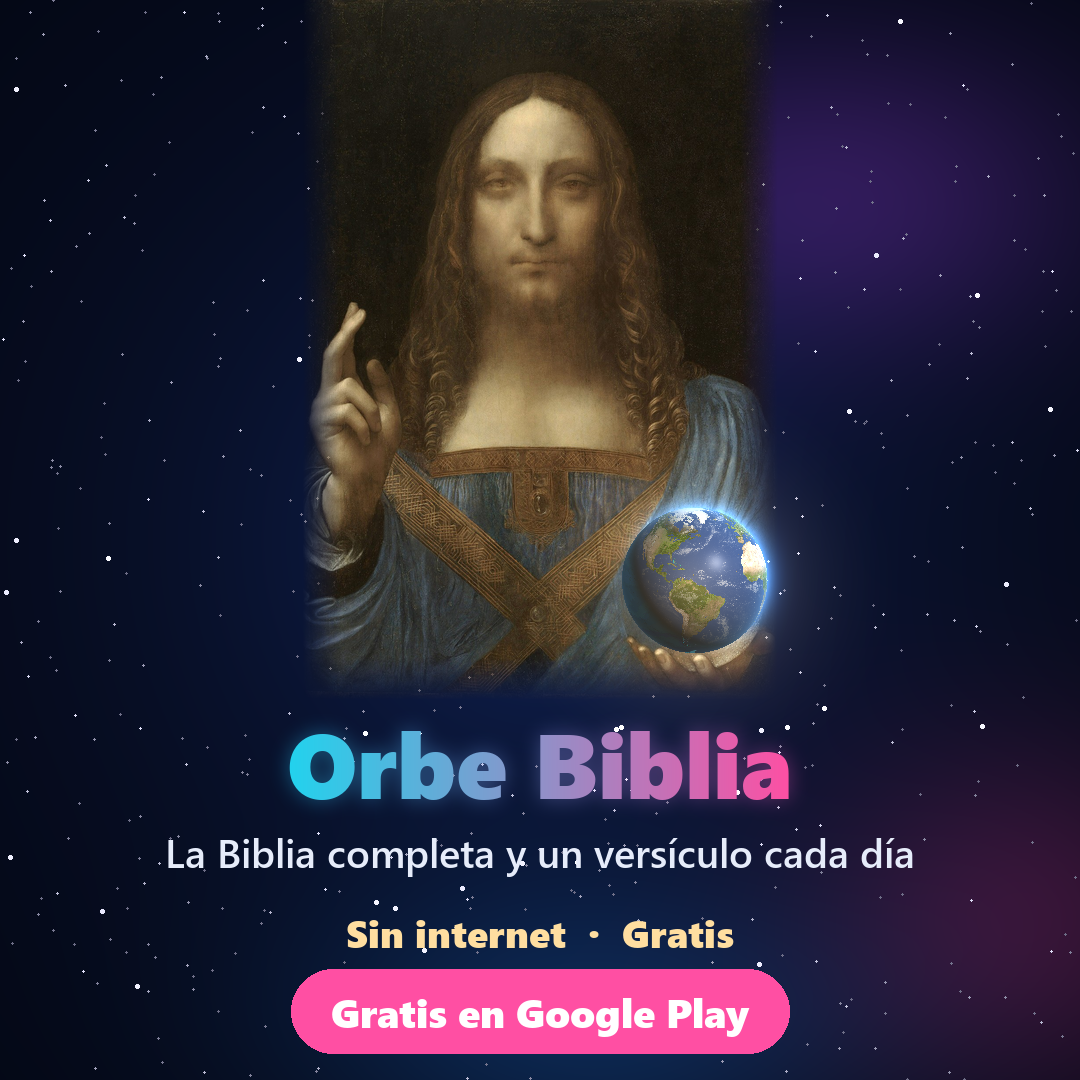 Orbe Biblia
La Biblia completa y un versículo cada día
Sin internet · Gratis
Gratis en Google Play